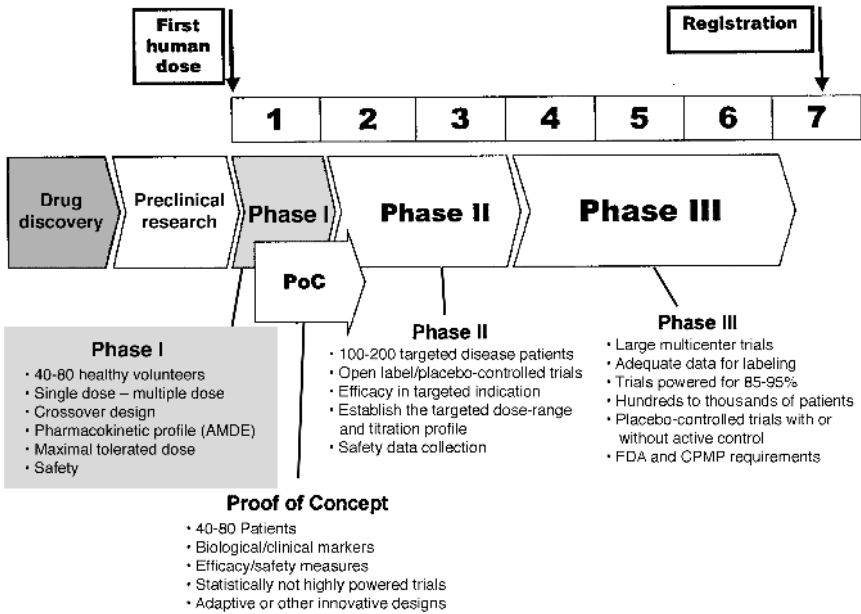 First
human
dose
Registration
1 2 3 4 5 6 7
Drug
discovery
Preclinical
research
Phase I
Phase II
Phase III
PoC
Phase I
• 40-80 healthy volunteers
• Single dose – multiple dose
• Crossover design
• Pharmacokinetic profile (AMDE)
• Maximal tolerated dose
• Safety
Phase II
• 100-200 targeted disease patients
• Open label/placebo-controlled trials
• Efficacy in targeted indication
• Establish the targeted dose-range
and titration profile
• Safety data collection
Phase III
• Large multicenter trials
• Adequate data for labeling
• Trials powered for 85-95%
• Hundreds to thousands of patients
• Placebo-controlled trials with or
without active control
• FDA and CPMP requirements
Proof of Concept
• 40-80 Patients
• Biological/clinical markers
• Efficacy/safety measures
• Statistically not highly powered trials
• Adaptive or other innovative designs